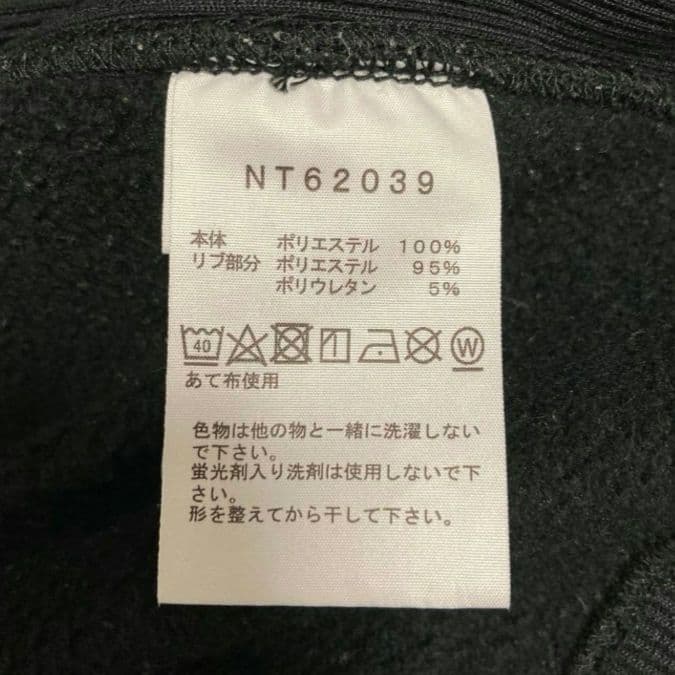 NT62039
本体 ポリエステル 100%
リブ部分 ポリエステル 95%
ポリウレタン 5%
40 W
あて布使用
色物は他の物と一緒に洗濯しない
で下さい。
蛍光剤入り洗剤は使用しないで下
さい。
形を整えてから干して下さい。